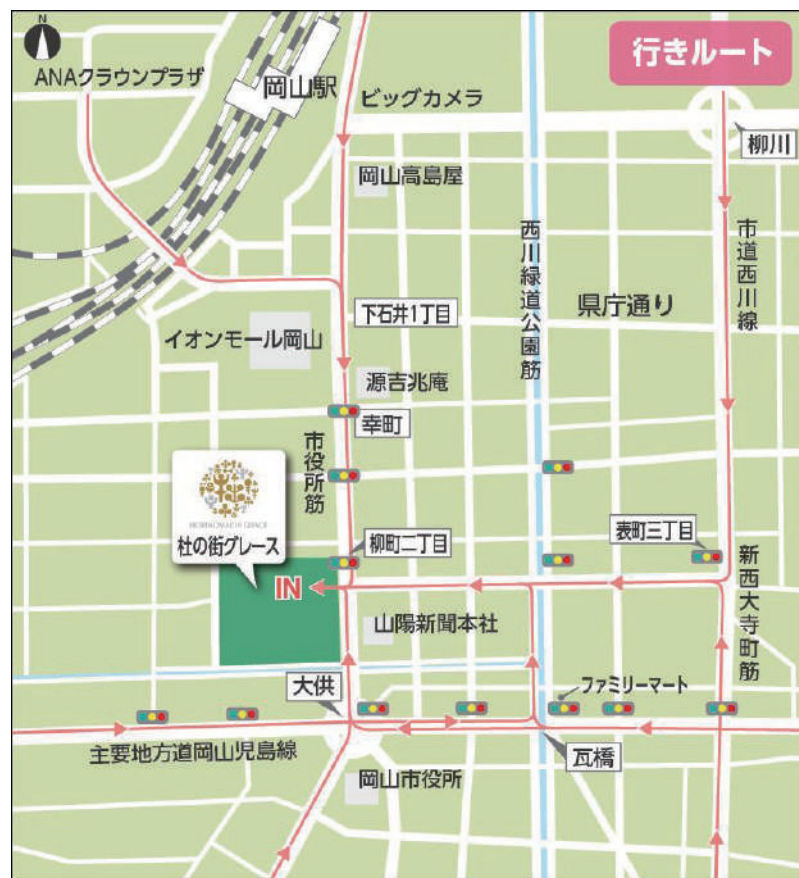 N
行きルート
ANAクラウンプラザ
岡山駅
ビッグカメラ
柳川
岡山高島屋
西川緑道公園筋
市道西川線
県庁通り
下石井1丁目
イオンモール岡山
源吉兆庵
幸町
市役所筋
杜の街グレース
柳町二丁目
表町三丁目
新西大寺町筋
IN
山陽新聞本社
大供
ファミリーマート
主要地方道岡山児島線
瓦橋
岡山市役所